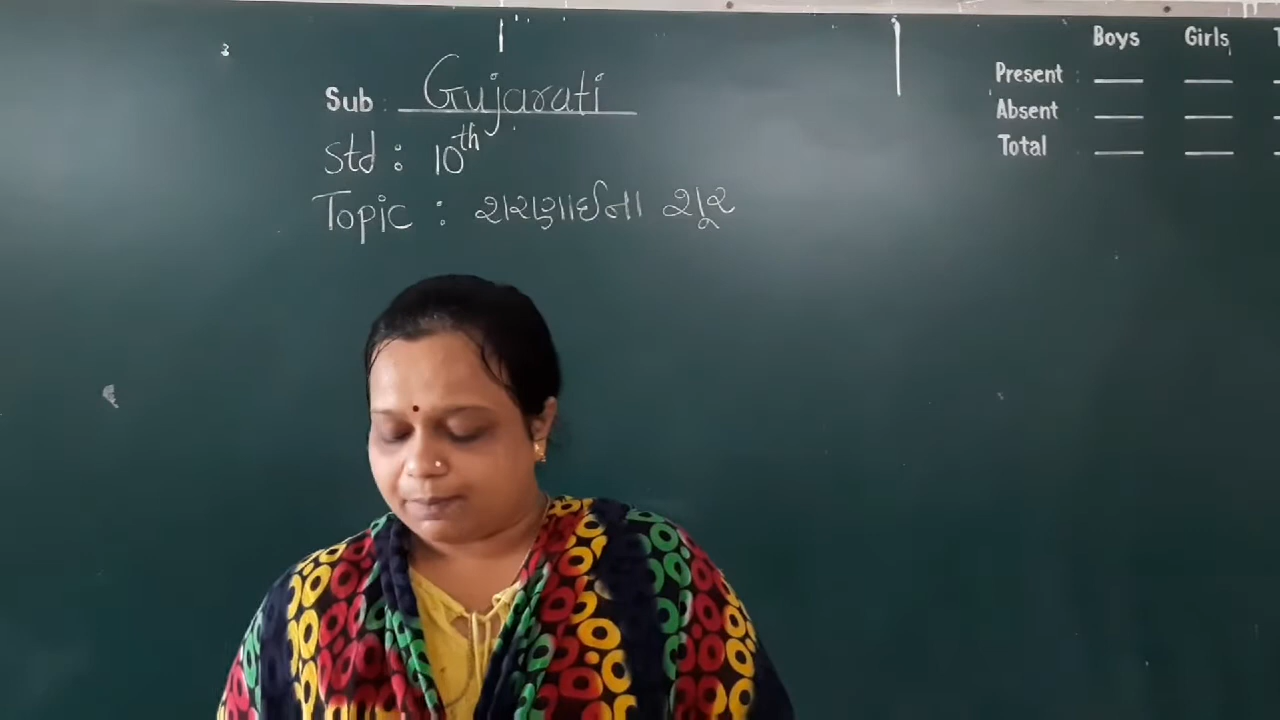 Sub : Gujarati
Std : 10th
Topic : શરણાઈના શૂર
Boys Girls
Present :
Absent
Total